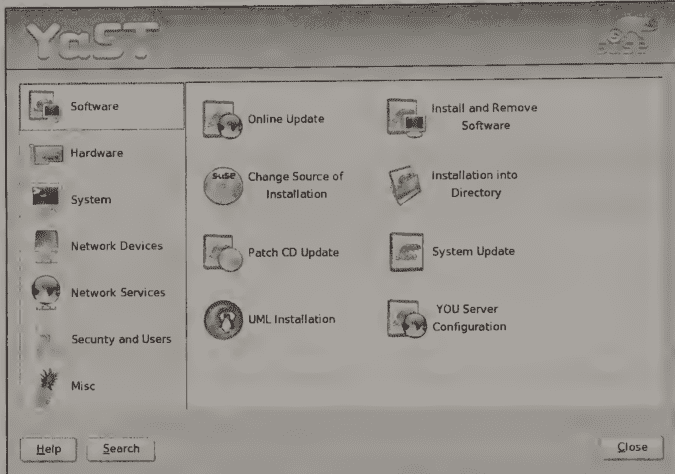 YaST
SUSE
Software
Hardware
System
Network Devices
Network Services
Security and Users
Misc
Online Update
Install and Remove
Software
SUSE
Change Source of
Installation
Installation into
Directory
Patch CD Update
System Update
UML Installation
YOU Server
Configuration
Help
Search
Close